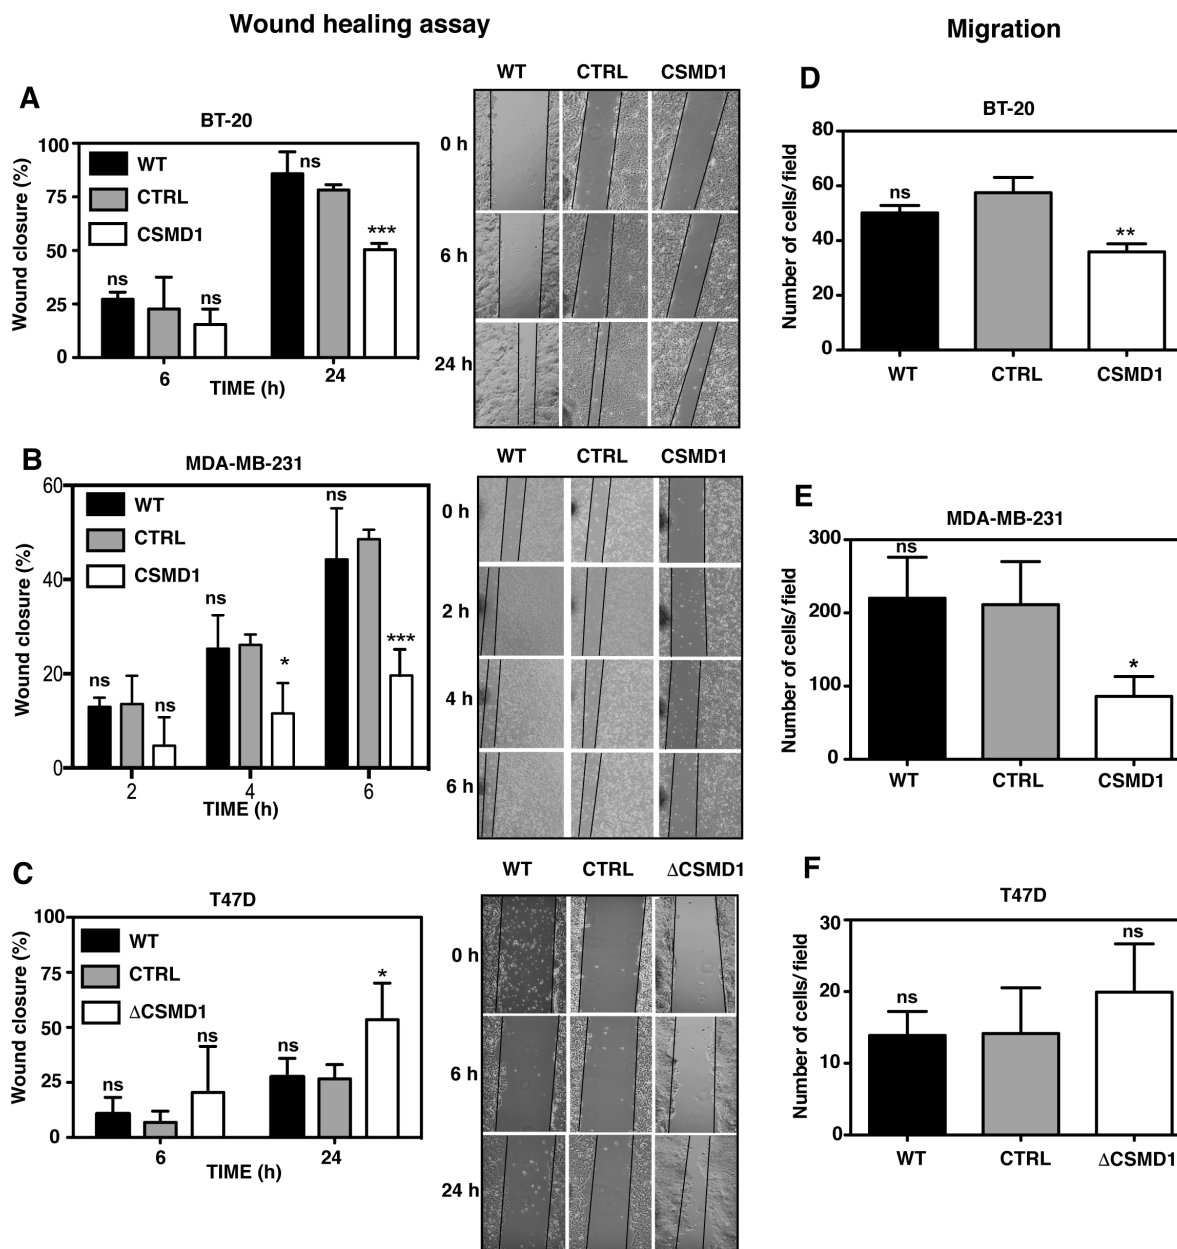 Wound healing assay
Migration
A
BT-20
Wound closure (%)
100
75
50
25
0
WT
CTRL
CSMD1
ns
ns
ns
***
6
24
TIME (h)
WT CTRL CSMD1
0 h
6 h
24 h
D
BT-20
Number of cells/ field
80
60
40
20
0
ns
**
WT CTRL CSMD1
B
MDA-MB-231
Wound closure (%)
60
40
20
0
WT
CTRL
CSMD1
ns
ns
ns
*
ns
***
2
4
6
TIME (h)
WT CTRL CSMD1
0 h
2 h
4 h
6 h
E
MDA-MB-231
Number of cells/ field
300
200
100
0
ns
*
WT CTRL CSMD1
C
T47D
Wound closure (%)
100
75
50
25
0
WT
CTRL
ΔCSMD1
ns
ns
ns
*
6
24
TIME (h)
WT CTRL ΔCSMD1
0 h
6 h
24 h
F
T47D
Number of cells/field
30
20
10
0
ns
ns
WT CTRL ΔCSMD1